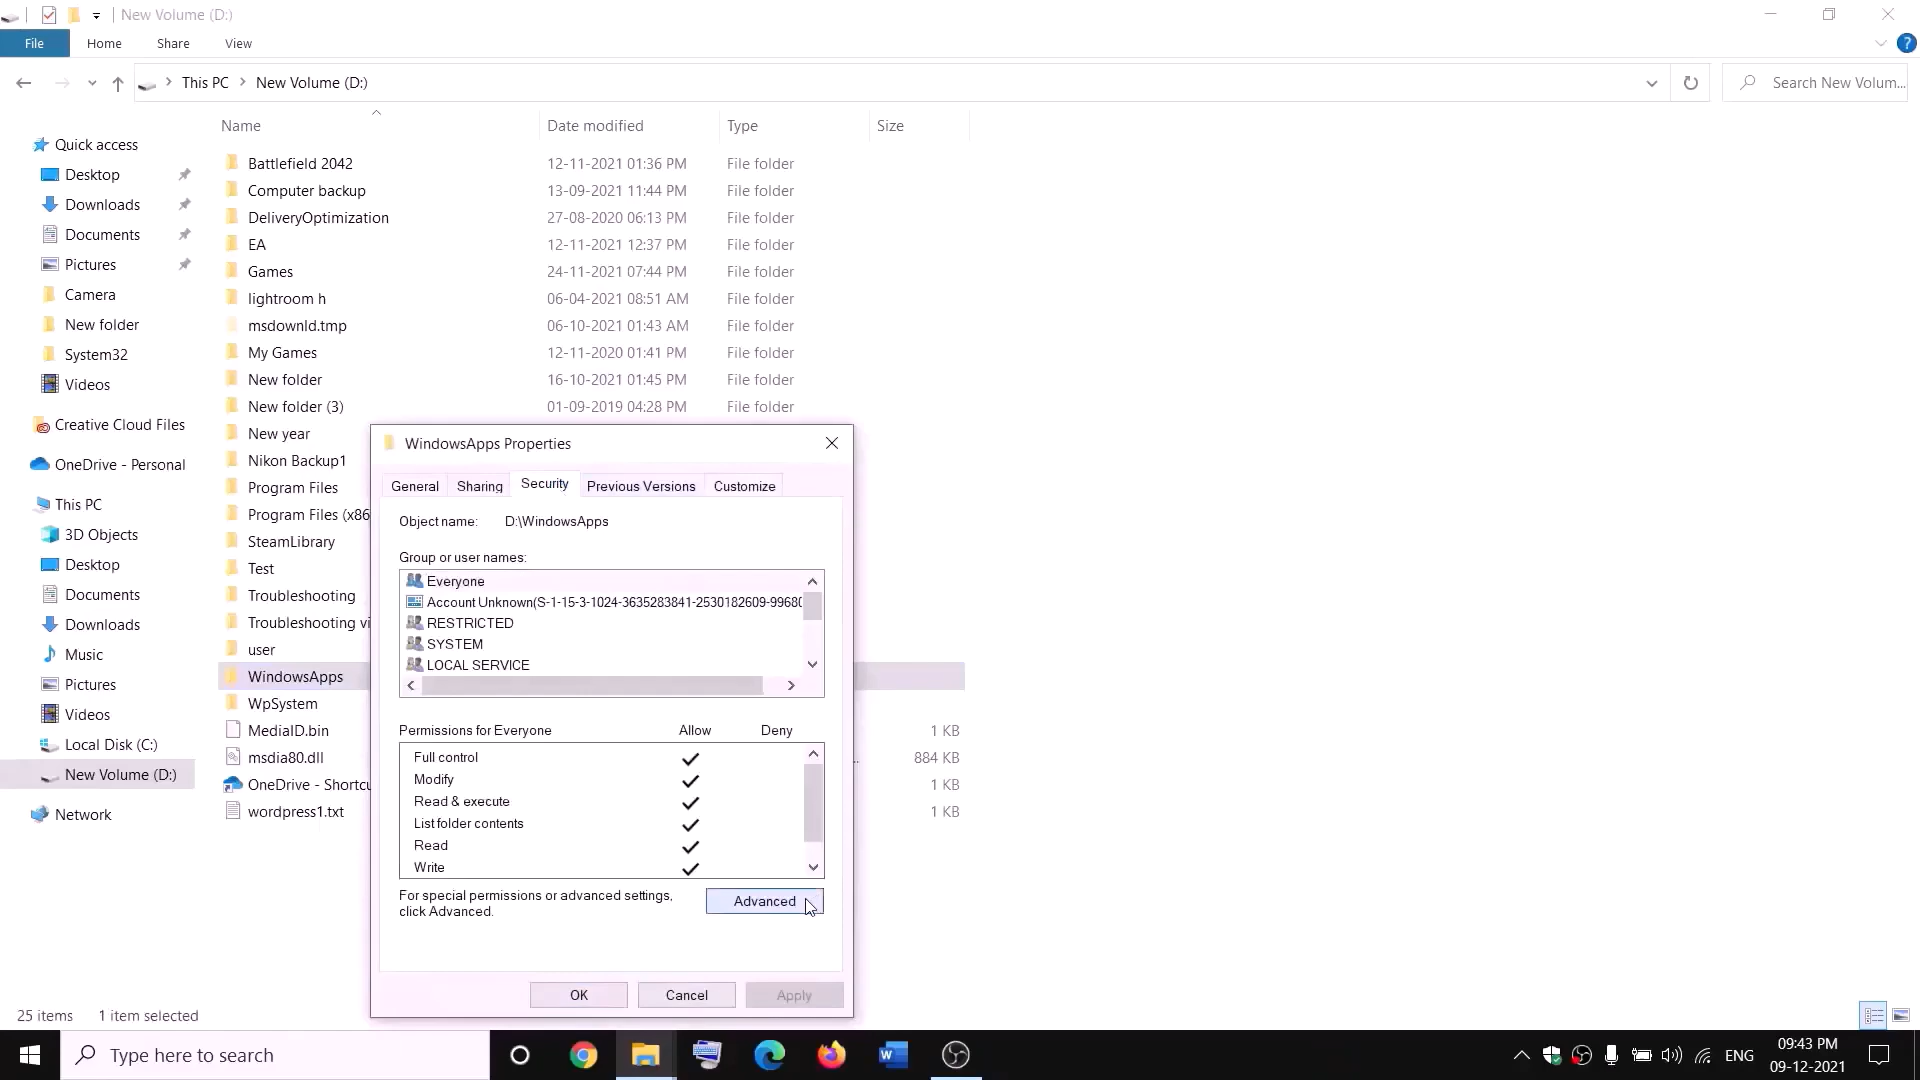 New Volume (D:)
File Home Share View
This PC New Volume (D:)
Search New Volum...
Name Date modified Type Size
Quick access
Desktop
Downloads
Documents
Pictures
Camera
New folder
System32
Videos
Creative Cloud Files
OneDrive - Personal
This PC
3D Objects
Desktop
Documents
Downloads
Music
Pictures
Videos
Local Disk (C:)
New Volume (D:)
Network
Battlefield 2042 12-11-2021 01:36 PM File folder
Computer backup 13-09-2021 11:44 PM File folder
DeliveryOptimization 27-08-2020 06:13 PM File folder
EA 12-11-2021 12:37 PM File folder
Games 24-11-2021 07:44 PM File folder
lightroom h 06-04-2021 08:51 AM File folder
msdownld.tmp 06-10-2021 01:43 AM File folder
My Games 12-11-2020 01:41 PM File folder
New folder 16-10-2021 01:45 PM File folder
New folder (3) 01-09-2019 04:28 PM File folder
New year
Nikon Backup1
Program Files
Program Files (x86
SteamLibrary
Test
Troubleshooting
Troubleshooting vi
user
WindowsApps
WpSystem
MediaID.bin 1 KB
msdia80.dll .. 884 KB
OneDrive - Shortcu 1 KB
wordpress1.txt 1 KB
WindowsApps Properties
General Sharing Security Previous Versions Customize
Object name: D:\WindowsApps
Group or user names:
Everyone
Account Unknown(S-1-15-3-1024-3635283841-2530182609-99680
RESTRICTED
SYSTEM
LOCAL SERVICE
Permissions for Everyone Allow Deny
Full control
Modify
Read & execute
List folder contents
Read
Write
For special permissions or advanced settings,
click Advanced.
Advanced
OK Cancel Apply
25 items 1 item selected
Type here to search
ENG
09:43 PM
09-12-2021